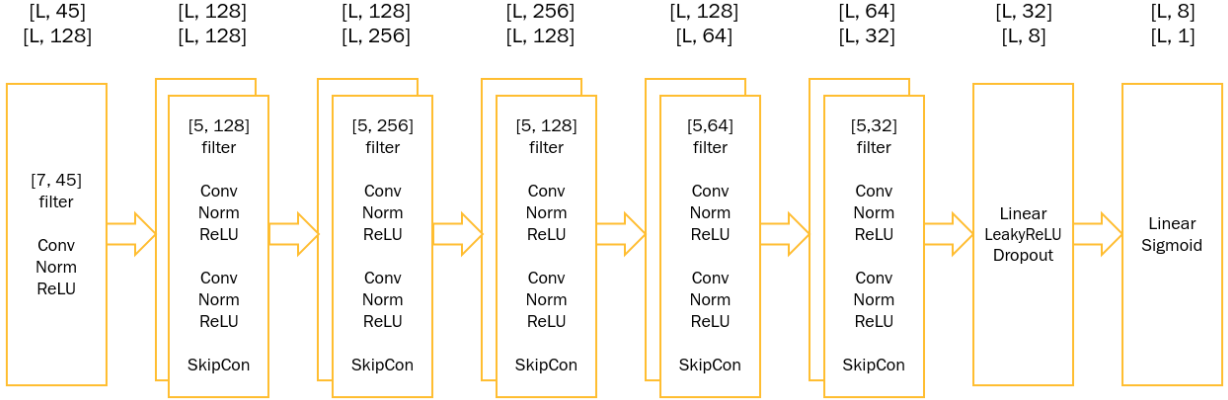 [L, 45]
[L, 128]
[L, 128]
[L, 128]
[L, 128]
[L, 256]
[L, 256]
[L, 128]
[L, 128]
[L, 64]
[L, 64]
[L, 32]
[L, 32]
[L, 8]
[L, 8]
[L, 1]
[7, 45]
filter
Conv
Norm
ReLU
[5, 128]
filter
Conv
Norm
ReLU
Conv
Norm
ReLU
SkipCon
[5, 256]
filter
Conv
Norm
ReLU
Conv
Norm
ReLU
SkipCon
[5, 128]
filter
Conv
Norm
ReLU
Conv
Norm
ReLU
SkipCon
[5,64]
filter
Conv
Norm
ReLU
Conv
Norm
ReLU
SkipCon
[5,32]
filter
Conv
Norm
ReLU
Conv
Norm
ReLU
SkipCon
Linear
LeakyReLU
Dropout
Linear
Sigmoid